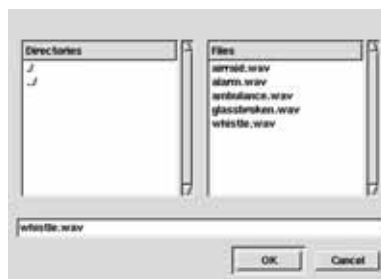 Directories
./
../
Files
airraid.wav
alarm.wav
ambulance.wav
glassbroken.wav
whistle.wav
whistle.wav
OK
Cancel